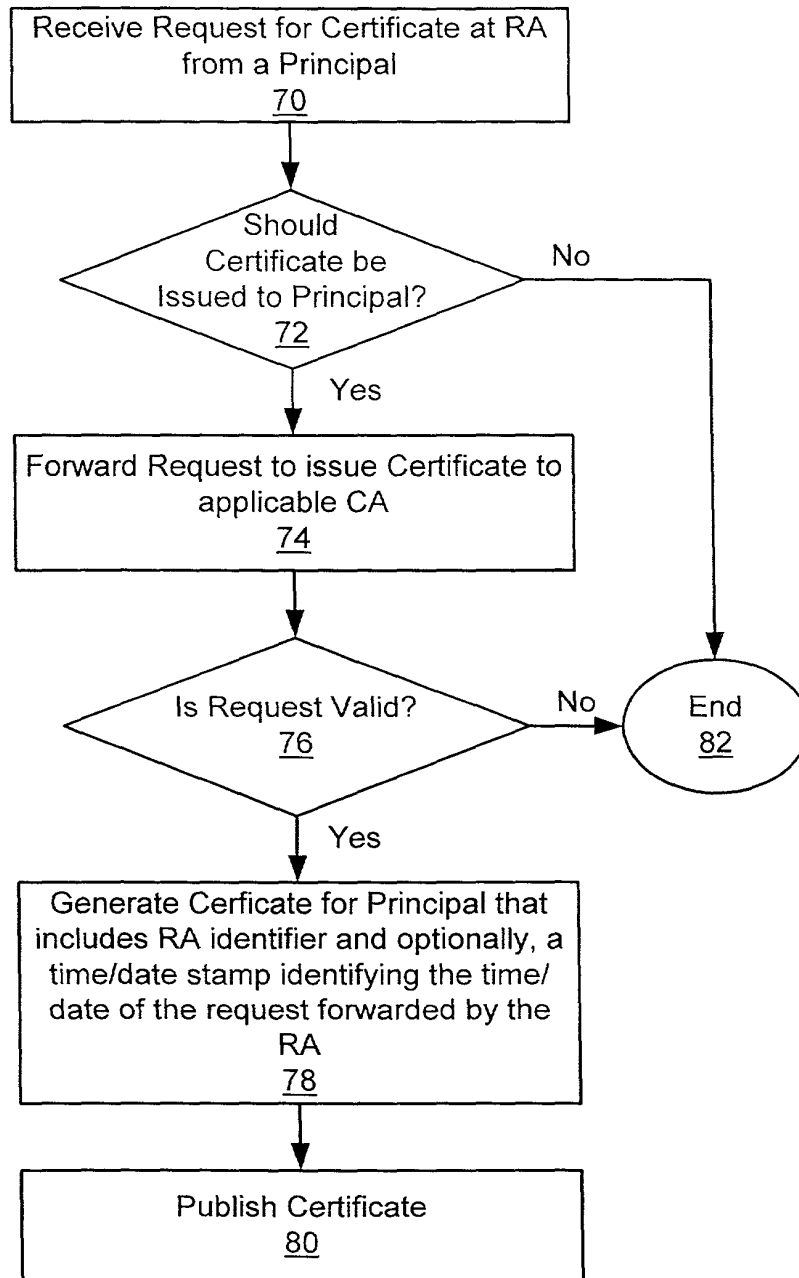 Receive Request for Certificate at RA
from a Principal
70
Should
Certificate be
Issued to Principal?
72
No
Yes
Forward Request to issue Certificate to
applicable CA
74
Is Request Valid?
76
No
End
82
Yes
Generate Cerficate for Principal that
includes RA identifier and optionally, a
time/date stamp identifying the time/
date of the request forwarded by the
RA
78
Publish Certificate
80